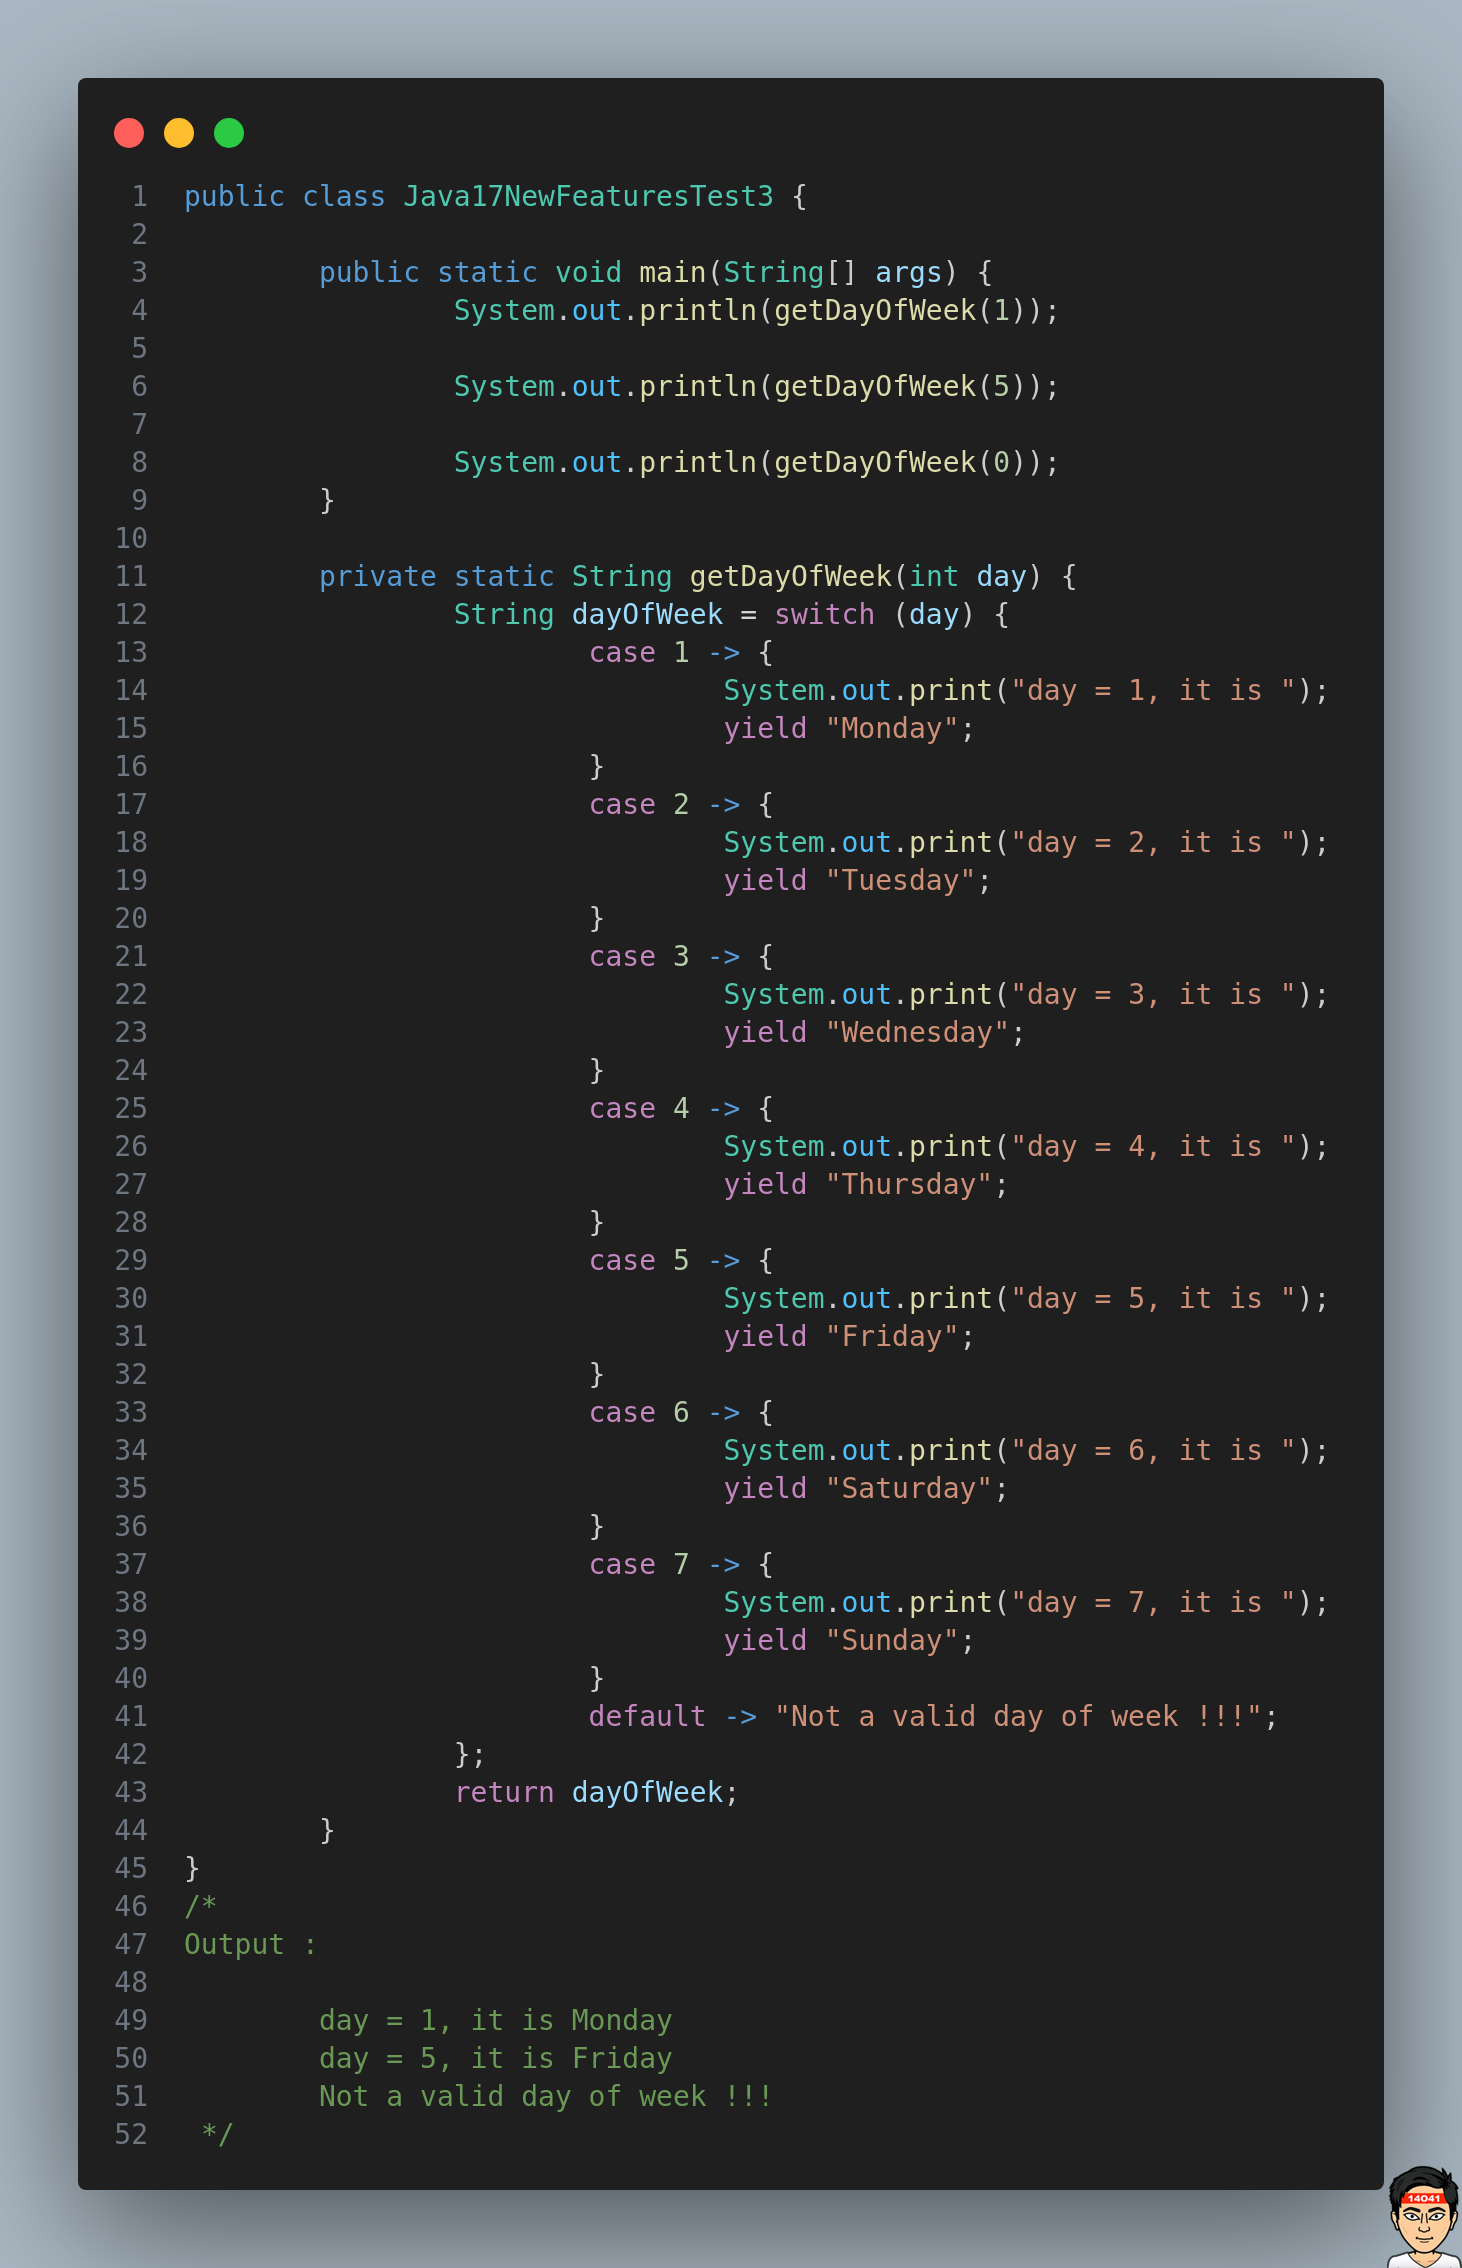 1 public class Java17NewFeaturesTest3 {
2
3 public static void main(String[] args) {
4 System.out.println(getDayOfWeek(1));
5
6 System.out.println(getDayOfWeek(5));
7
8 System.out.println(getDayOfWeek(0));
9 }
10
11 private static String getDayOfWeek(int day) {
12 String dayOfWeek = switch (day) {
13 case 1 -> {
14 System.out.print("day = 1, it is ");
15 yield "Monday";
16 }
17 case 2 -> {
18 System.out.print("day = 2, it is ");
19 yield "Tuesday";
20 }
21 case 3 -> {
22 System.out.print("day = 3, it is ");
23 yield "Wednesday";
24 }
25 case 4 -> {
26 System.out.print("day = 4, it is ");
27 yield "Thursday";
28 }
29 case 5 -> {
30 System.out.print("day = 5, it is ");
31 yield "Friday";
32 }
33 case 6 -> {
34 System.out.print("day = 6, it is ");
35 yield "Saturday";
36 }
37 case 7 -> {
38 System.out.print("day = 7, it is ");
39 yield "Sunday";
40 }
41 default -> "Not a valid day of week !!!";
42 };
43 return dayOfWeek;
44 }
45 }
46 /*
47 Output :
48
49 day = 1, it is Monday
50 day = 5, it is Friday
51 Not a valid day of week !!!
52 */
14041